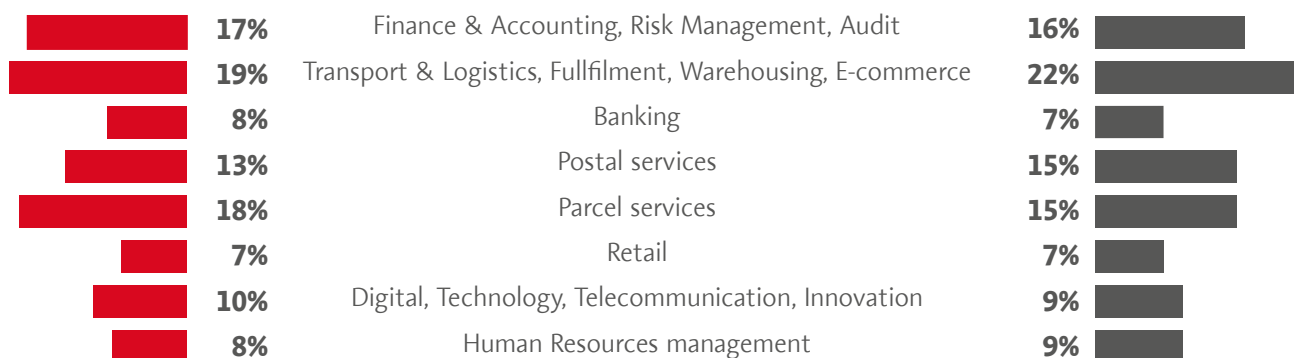 17% Finance & Accounting, Risk Management, Audit 16%
19% Transport & Logistics, Fullfilment, Warehousing, E-commerce 22%
8% Banking 7%
13% Postal services 15%
18% Parcel services 15%
7% Retail 7%
10% Digital, Technology, Telecommunication, Innovation 9%
8% Human Resources management 9%